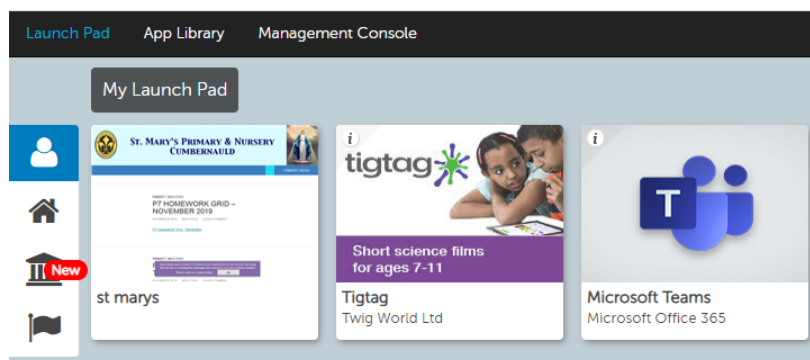 Launch Pad App Library Management Console
My Launch Pad
ST. MARY'S PRIMARY & NURSERY
CUMBERNAULD
P7 HOMEWORK GRID –
NOVEMBER 2019
st marys
i
tigtag
Short science films
for ages 7-11
Tigtag
Twig World Ltd
i
T
Microsoft Teams
Microsoft Office 365
New